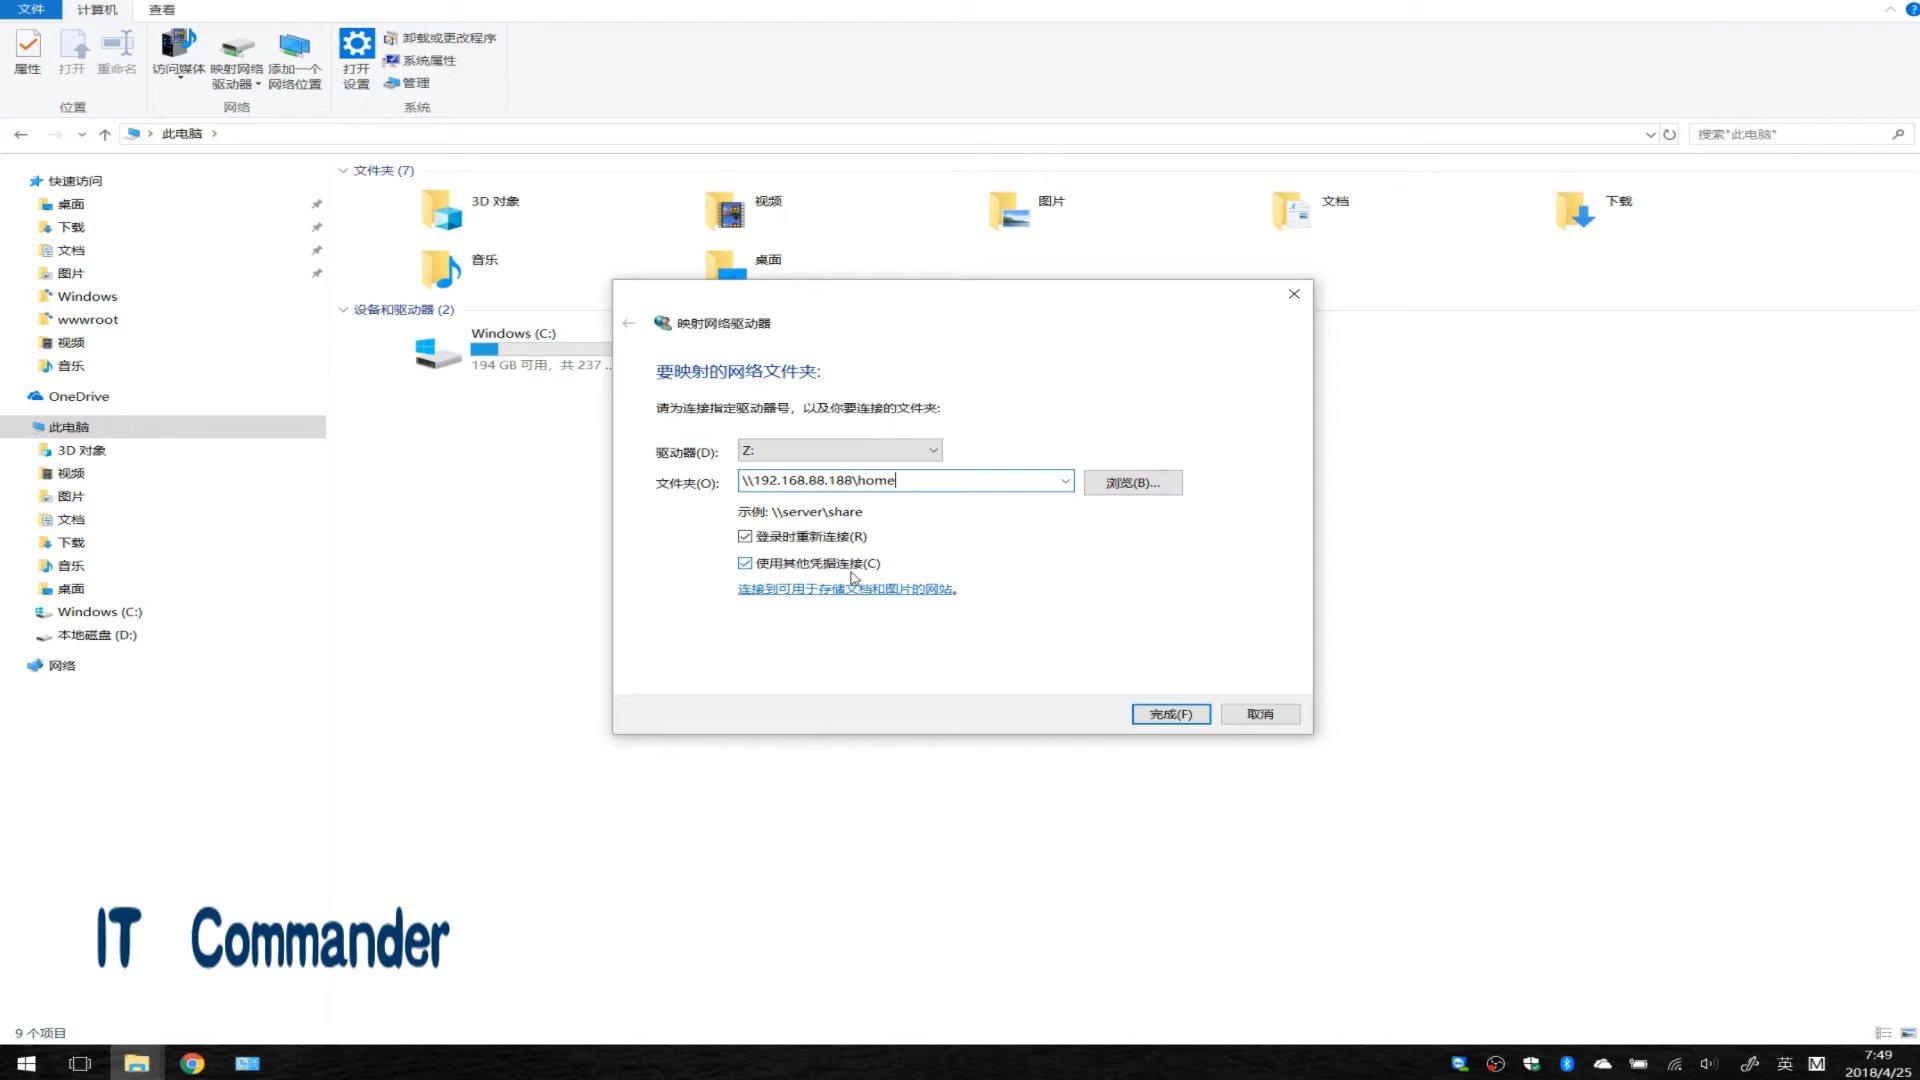 文件 计算机 查看
属性 打开 重命名 访问媒体 映射网络驱动器 添加一个网络位置 打开设置 卸载或更改程序
系统属性
管理
位置 网络 系统
此电脑
搜索"此电脑"
快速访问
桌面
下载
文档
图片
Windows
wwwroot
视频
音乐
OneDrive
此电脑
3D 对象
视频
图片
文档
下载
音乐
桌面
Windows (C:)
本地磁盘 (D:)
网络
文件夹 (7)
3D 对象 视频 图片 文档 下载
音乐 桌面
设备和驱动器 (2)
Windows (C:)
194 GB 可用，共 237 ...
映射网络驱动器
要映射的网络文件夹:
请为连接指定驱动器号，以及你要连接的文件夹:
驱动器(D): Z:
文件夹(O): \\192.168.88.188\home 浏览(B)...
示例: \\server\share
登录时重新连接(R)
使用其他凭据连接(C)
连接到可用于存储文档和图片的网站。
完成(F) 取消
IT Commander
9 个项目
英 M
7:49
2018/4/25